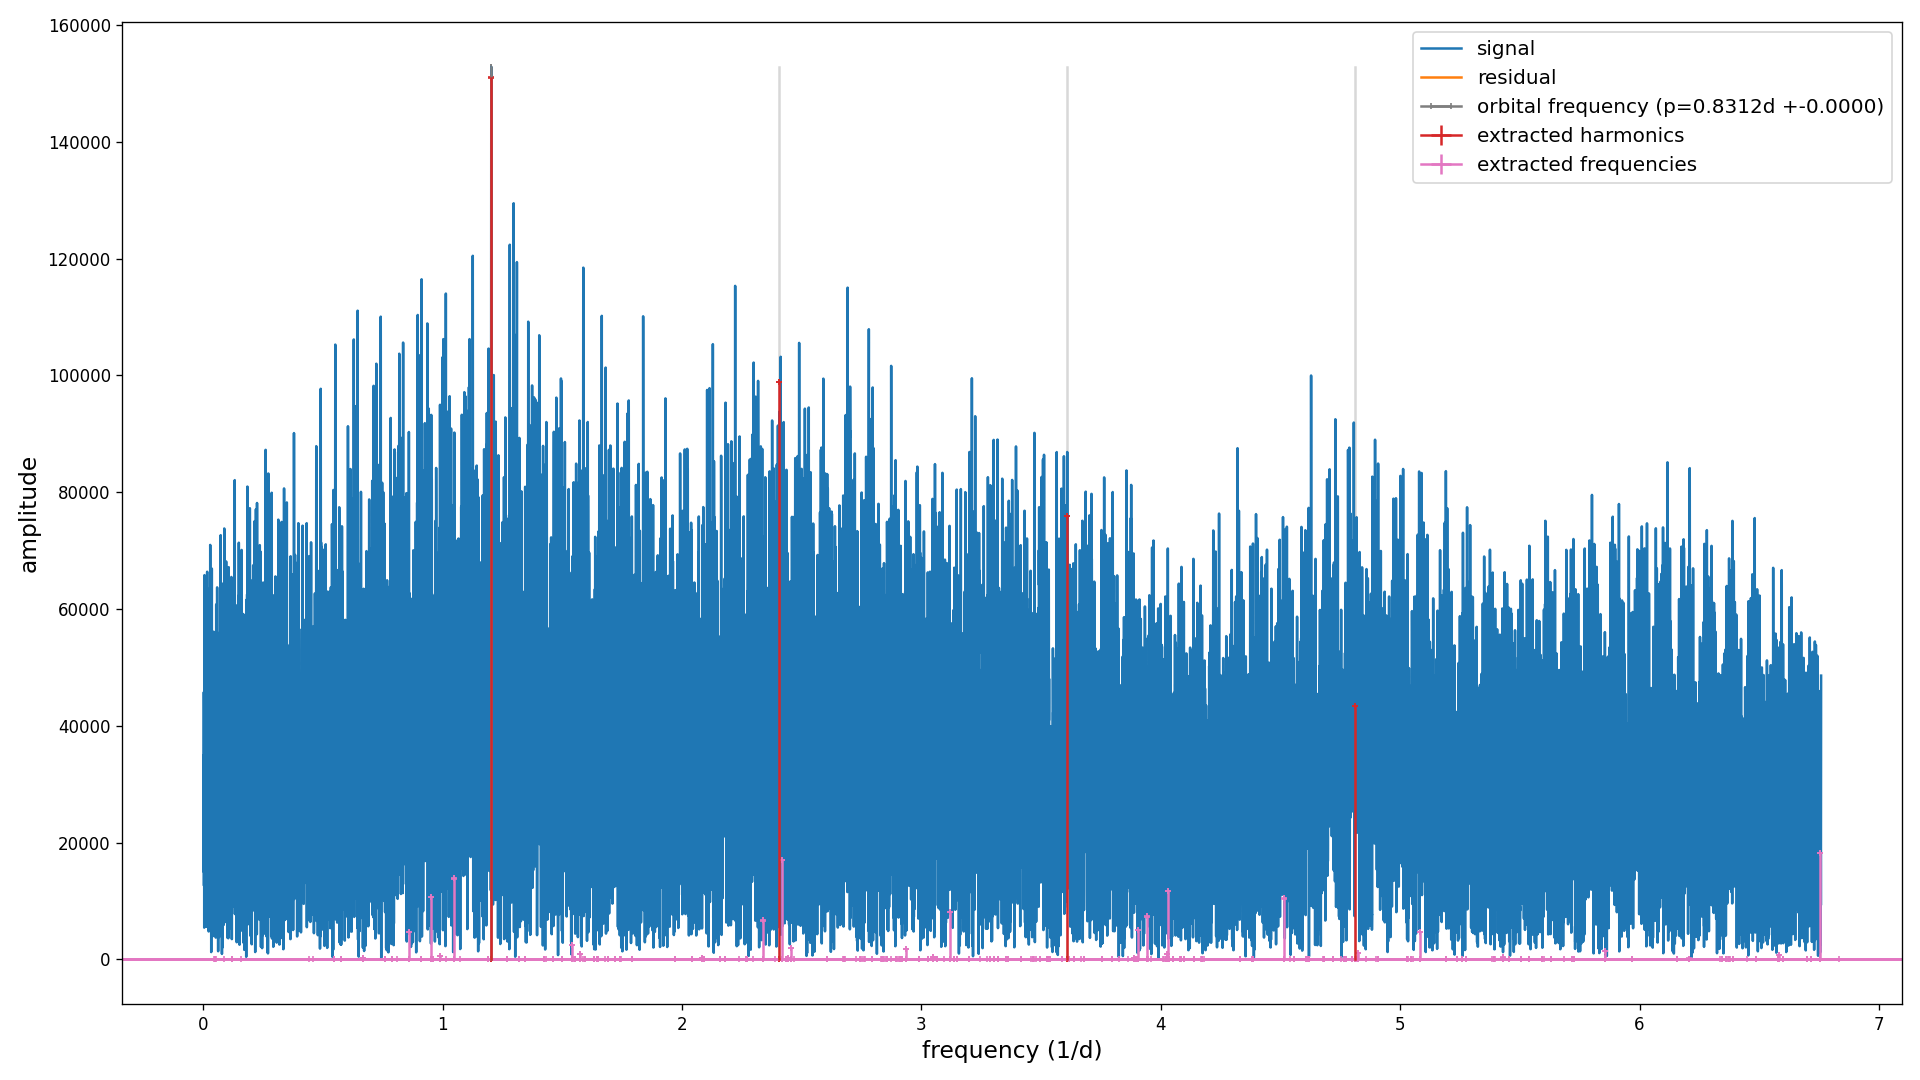 160000
140000
120000
100000
80000
60000
40000
20000
0
amplitude
0 1 2 3 4 5 6 7
frequency (1/d)
signal
residual
orbital frequency (p=0.8312d +-0.0000)
extracted harmonics
extracted frequencies